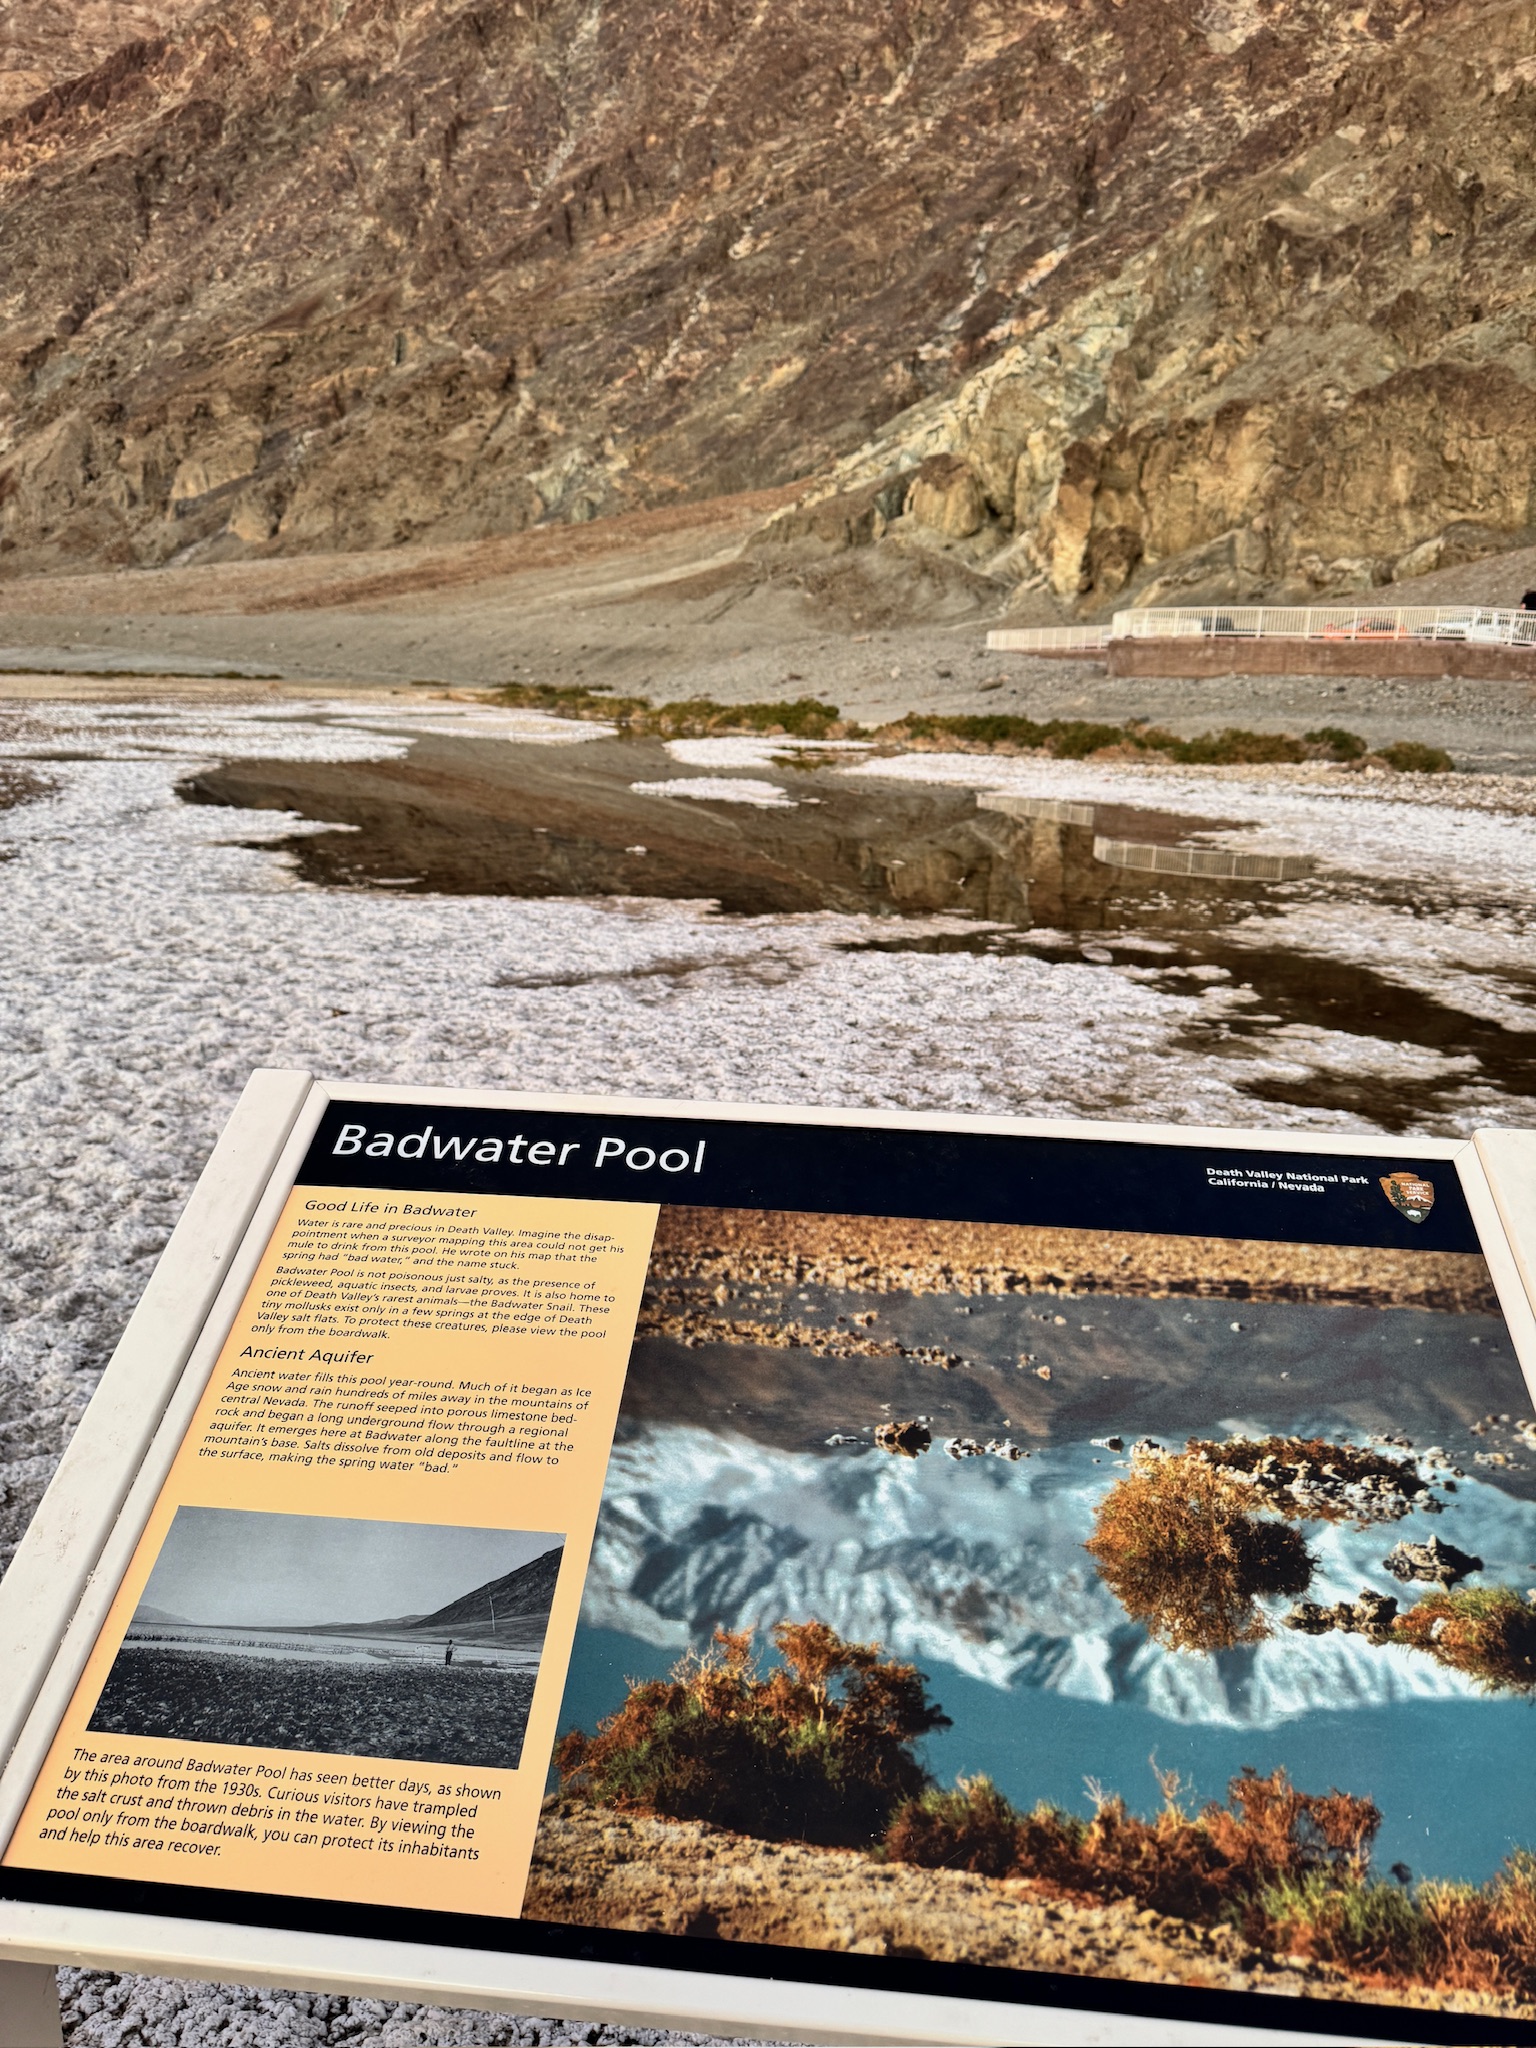 Badwater Pool
Death Valley National Park
California / Nevada
NATIONAL
PARK
SERVICE
Good Life in Badwater
Water is rare and precious in Death Valley. Imagine the disap-
pointment when a surveyor mapping this area could not get his
mule to drink from this pool. He wrote on his map that the
spring had "bad water," and the name stuck.
Badwater Pool is not poisonous just salty, as the presence of
pickleweed, aquatic insects, and larvae proves. It is also home to
one of Death Valley's rarest animals—the Badwater Snail. These
tiny mollusks exist only in a few springs at the edge of Death
Valley salt flats. To protect these creatures, please view the pool
only from the boardwalk.
Ancient Aquifer
Ancient water fills this pool year-round. Much of it began as Ice
Age snow and rain hundreds of miles away in the mountains of
central Nevada. The runoff seeped into porous limestone bed-
rock and began a long underground flow through a regional
aquifer. It emerges here at Badwater along the faultline at the
mountain's base. Salts dissolve from old deposits and flow to
the surface, making the spring water "bad."
The area around Badwater Pool has seen better days, as shown
by this photo from the 1930s. Curious visitors have trampled
the salt crust and thrown debris in the water. By viewing the
pool only from the boardwalk, you can protect its inhabitants
and help this area recover.